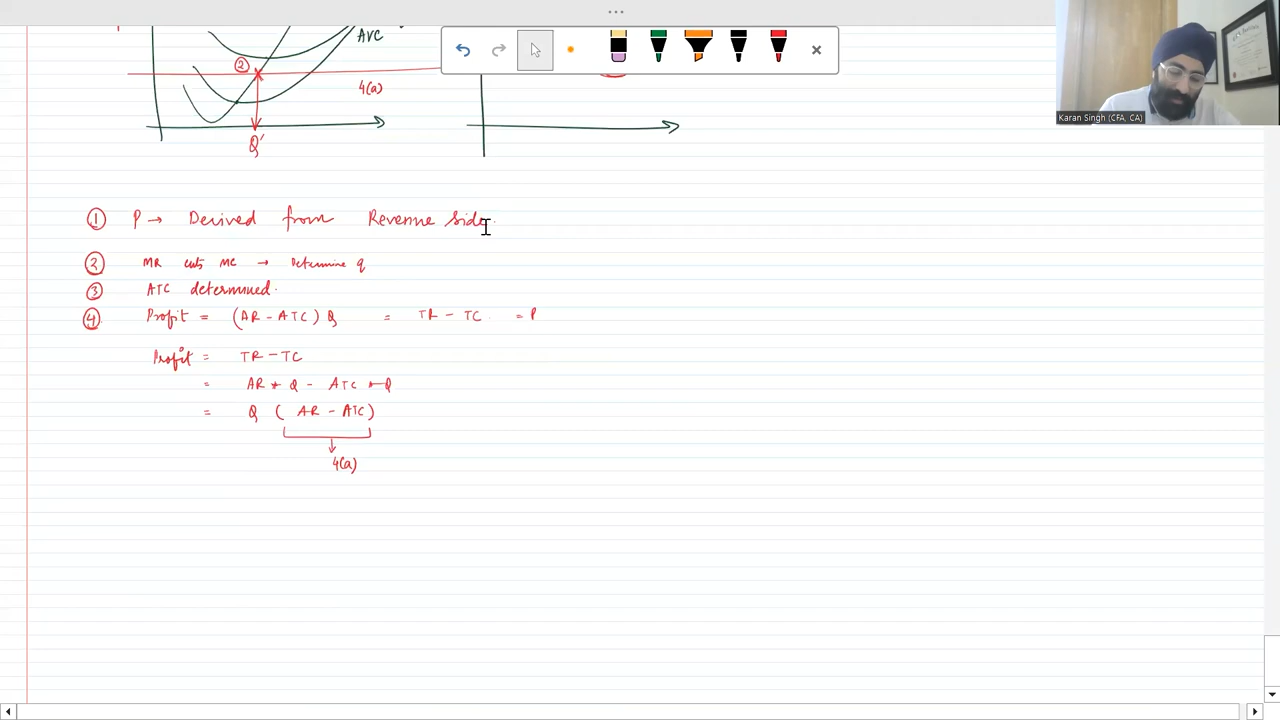 AVC
②
4(a)
Q'
Karan Singh (CFA, CA)
① P → Derived from Revenue side.
② MR cuts MC → Determine q
③ ATC determined.
④ Profit = (AR - ATC) Q = TR - TC = P
Profit = TR - TC
= AR * Q - ATC * Q
= Q (AR - ATC)
4(a)